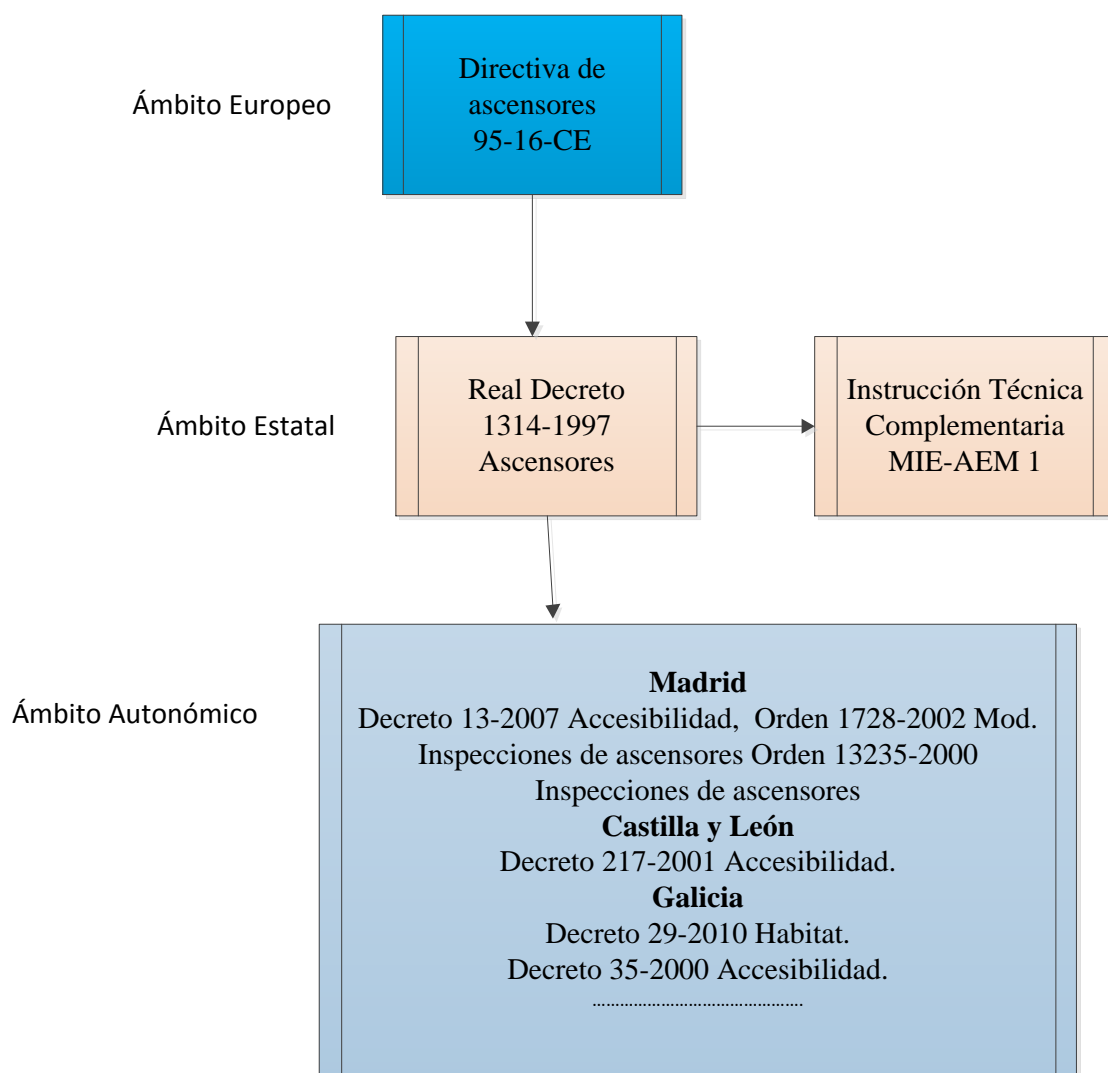 Directiva de
ascensores
95-16-CE
Ámbito Europeo
Real Decreto
1314-1997
Ascensores
Instrucción Técnica
Complementaria
MIE-AEM 1
Ámbito Estatal
Ámbito Autonómico
Madrid
Decreto 13-2007 Accesibilidad, Orden 1728-2002 Mod.
Inspecciones de ascensores Orden 13235-2000
Inspecciones de ascensores
Castilla y León
Decreto 217-2001 Accesibilidad.
Galicia
Decreto 29-2010 Habitat.
Decreto 35-2000 Accesibilidad.
……………………………………….